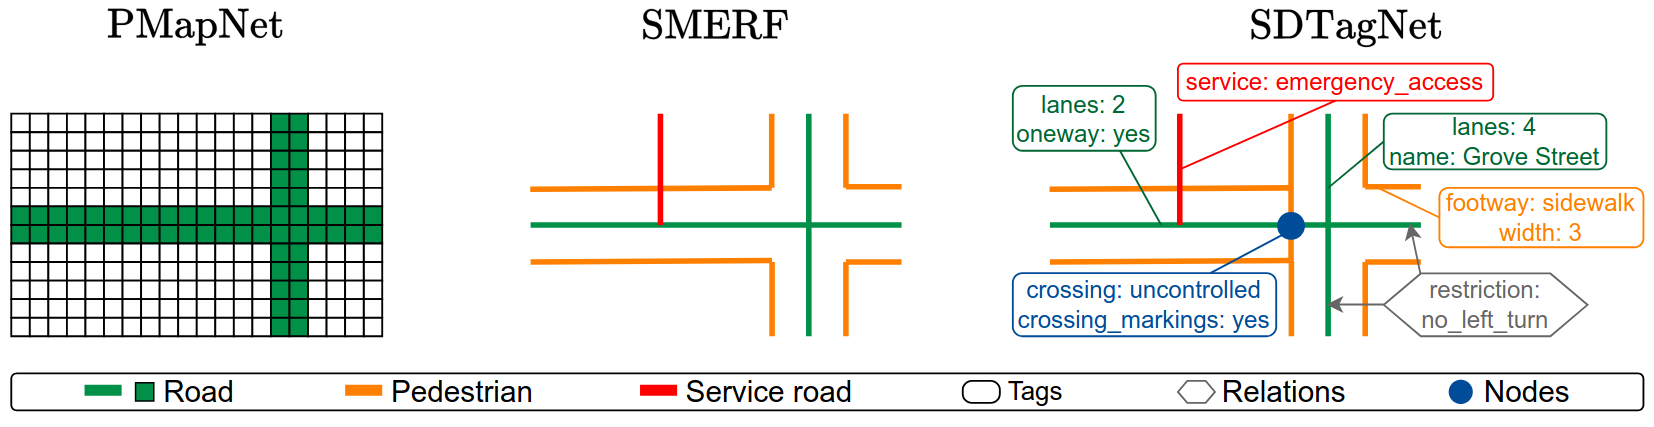 PMapNet
SMERF
SDTagNet
service: emergency_access
lanes: 2
oneway: yes
lanes: 4
name: Grove Street
footway: sidewalk
width: 3
crossing: uncontrolled
crossing_markings: yes
restriction:
no_left_turn
Road
Pedestrian
Service road
Tags
Relations
Nodes